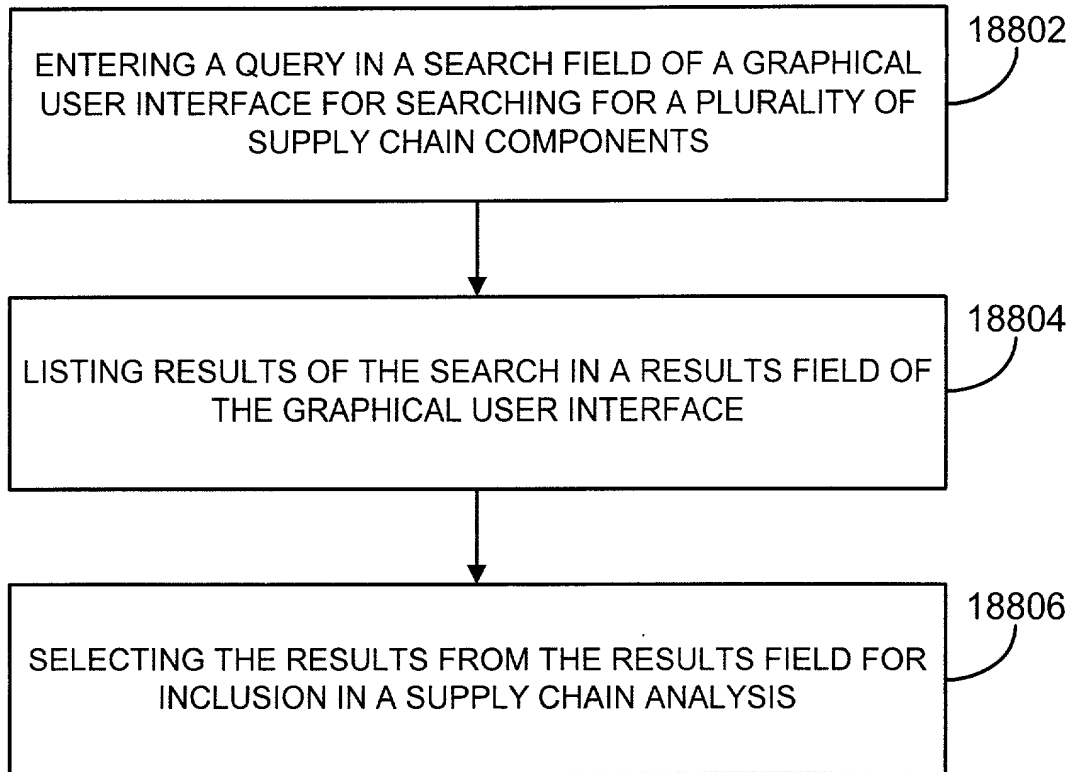 18802
ENTERING A QUERY IN A SEARCH FIELD OF A GRAPHICAL
USER INTERFACE FOR SEARCHING FOR A PLURALITY OF
SUPPLY CHAIN COMPONENTS
18804
LISTING RESULTS OF THE SEARCH IN A RESULTS FIELD OF
THE GRAPHICAL USER INTERFACE
18806
SELECTING THE RESULTS FROM THE RESULTS FIELD FOR
INCLUSION IN A SUPPLY CHAIN ANALYSIS